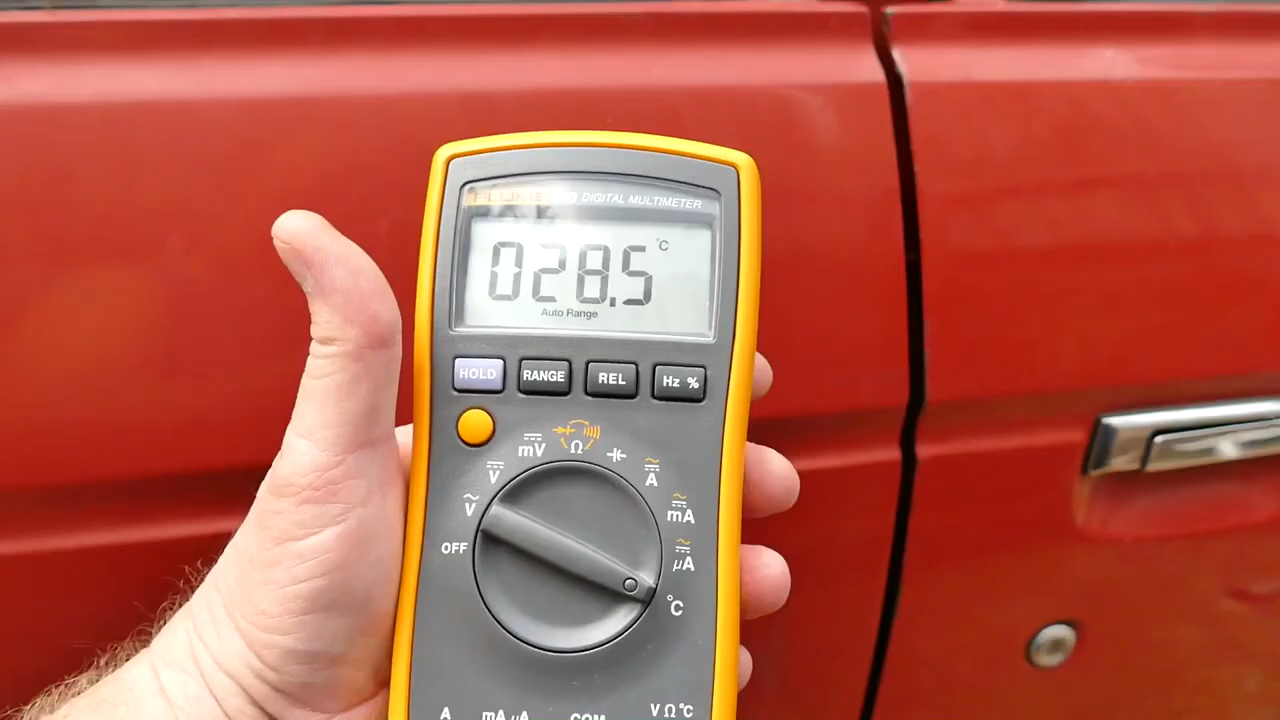 FLUKE DIGITAL MULTIMETER
028.5 °C
Auto Range
HOLD RANGE REL Hz %
mV Ω
V A
V mA
OFF µA
°C
A mA µA COM V Ω °C